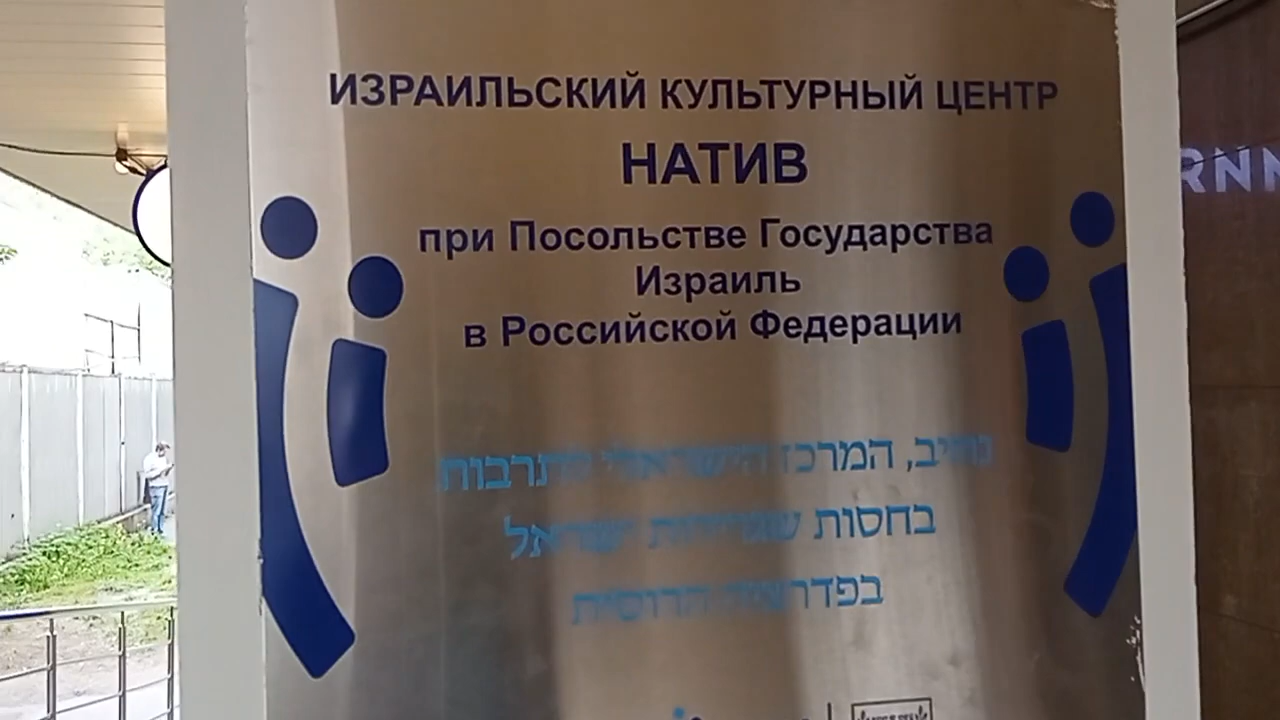 ИЗРАИЛЬСКИЙ КУЛЬТУРНЫЙ ЦЕНТР
НАТИВ
при Посольстве Государства
Израиль
в Российской Федерации
נתיב, המרכז הישראלי לתרבות
בחסות שגרירות ישראל
בפדרציה הרוסית
RNM